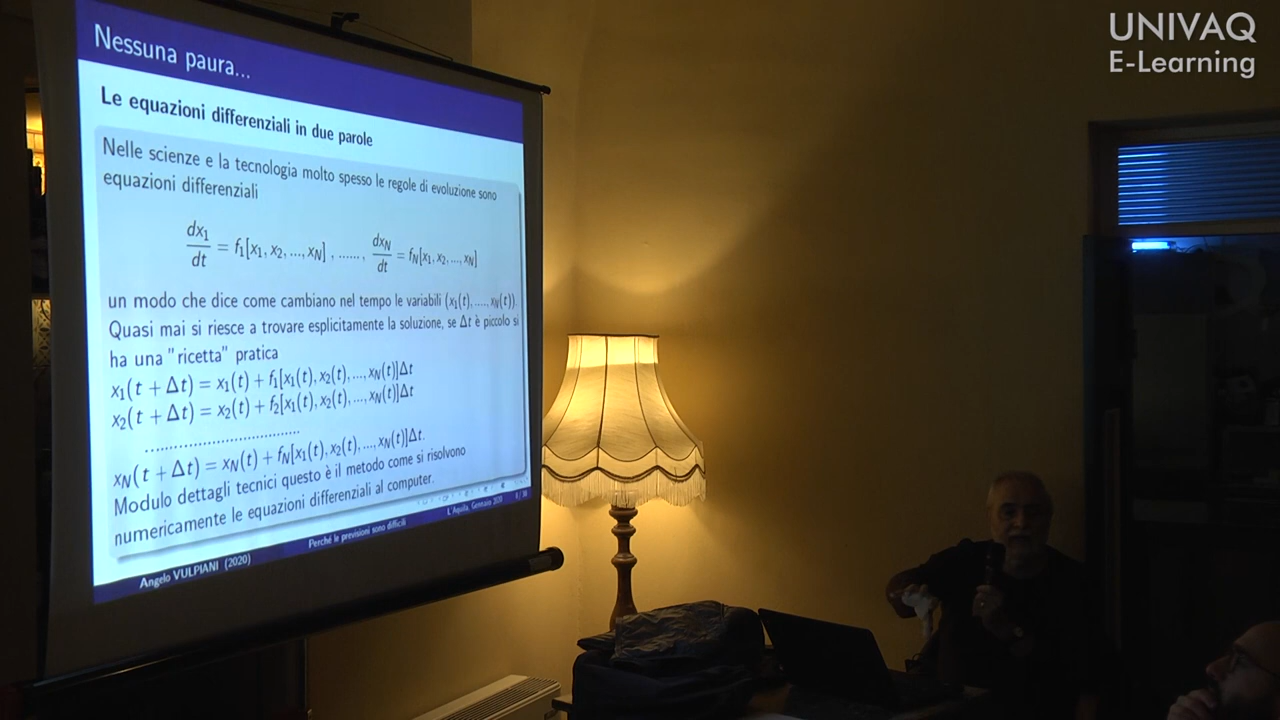 UNIVAQ
E-Learning
Nessuna paura...
Le equazioni differenziali in due parole
Nelle scienze e la tecnologia molto spesso le regole di evoluzione sono
equazioni differenziali
dx₁/dt = f₁[x₁, x₂, ..., x_N] , ...... , dx_N/dt = f_N[x₁, x₂, ..., x_N]
un modo che dice come cambiano nel tempo le variabili (x₁(t), ...., x_N(t)).
Quasi mai si riesce a trovare esplicitamente la soluzione, se Δt è piccolo si
ha una "ricetta" pratica
x₁(t + Δt) = x₁(t) + f₁[x₁(t), x₂(t), ..., x_N(t)]Δt
x₂(t + Δt) = x₂(t) + f₂[x₁(t), x₂(t), ..., x_N(t)]Δt
.................................
x_N(t + Δt) = x_N(t) + f_N[x₁(t), x₂(t), ..., x_N(t)]Δt.
Modulo dettagli tecnici questo è il metodo come si risolvono
numericamente le equazioni differenziali al computer.
Angelo VULPIANI (2020) Perché le previsioni sono difficili L'Aquila, Gennaio 2020